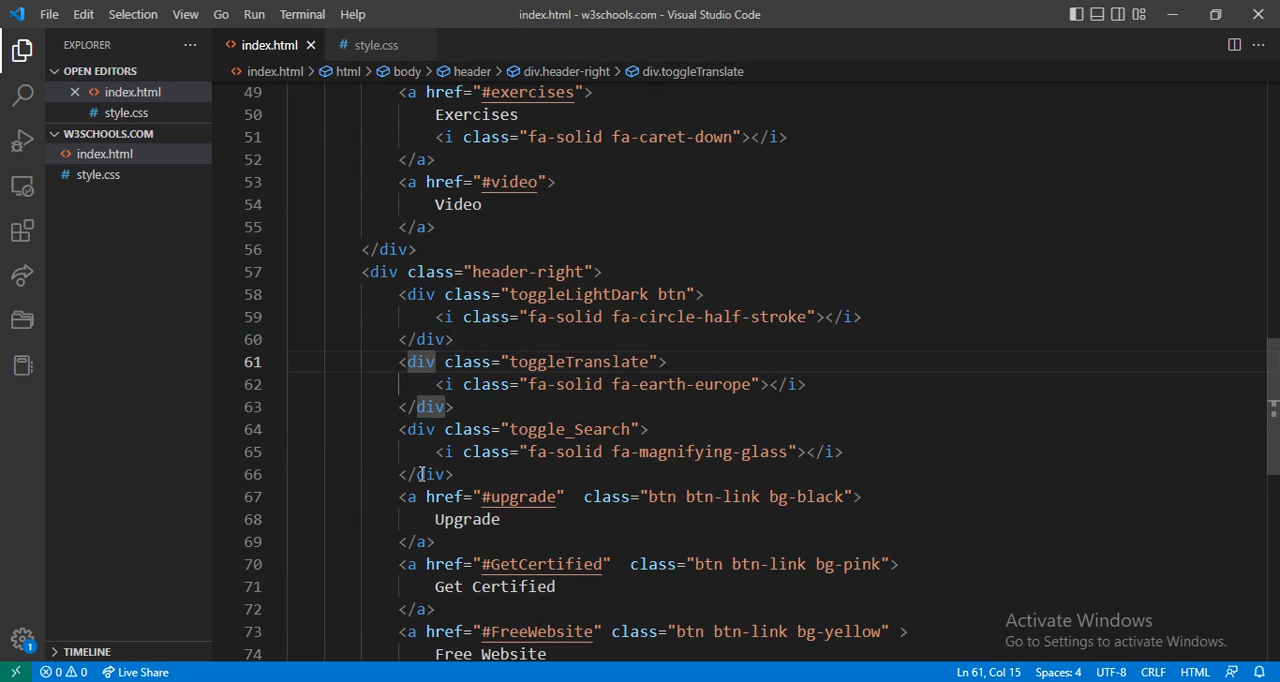 File Edit Selection View Go Run Terminal Help index.html - w3schools.com - Visual Studio Code
EXPLORER
index.html
style.css
OPEN EDITORS
index.html > html > body > header > div.header-right > div.toggleTranslate
index.html
style.css
W3SCHOOLS.COM
index.html
style.css
49 <a href="#exercises">
50 Exercises
51 <i class="fa-solid fa-caret-down"></i>
52 </a>
53 <a href="#video">
54 Video
55 </a>
56 </div>
57 <div class="header-right">
58 <div class="toggleLightDark btn">
59 <i class="fa-solid fa-circle-half-stroke"></i>
60 </div>
61 <div class="toggleTranslate">
62 <i class="fa-solid fa-earth-europe"></i>
63 </div>
64 <div class="toggle_Search">
65 <i class="fa-solid fa-magnifying-glass"></i>
66 </div>
67 <a href="#upgrade"  class="btn btn-link bg-black">
68 Upgrade
69 </a>
70 <a href="#GetCertified"  class="btn btn-link bg-pink">
71 Get Certified
72 </a>
73 <a href="#FreeWebsite" class="btn btn-link bg-yellow" >
74 Free Website
Activate Windows
Go to Settings to activate Windows.
TIMELINE
1
0 0 Live Share Ln 61, Col 15 Spaces: 4 UTF-8 CRLF HTML